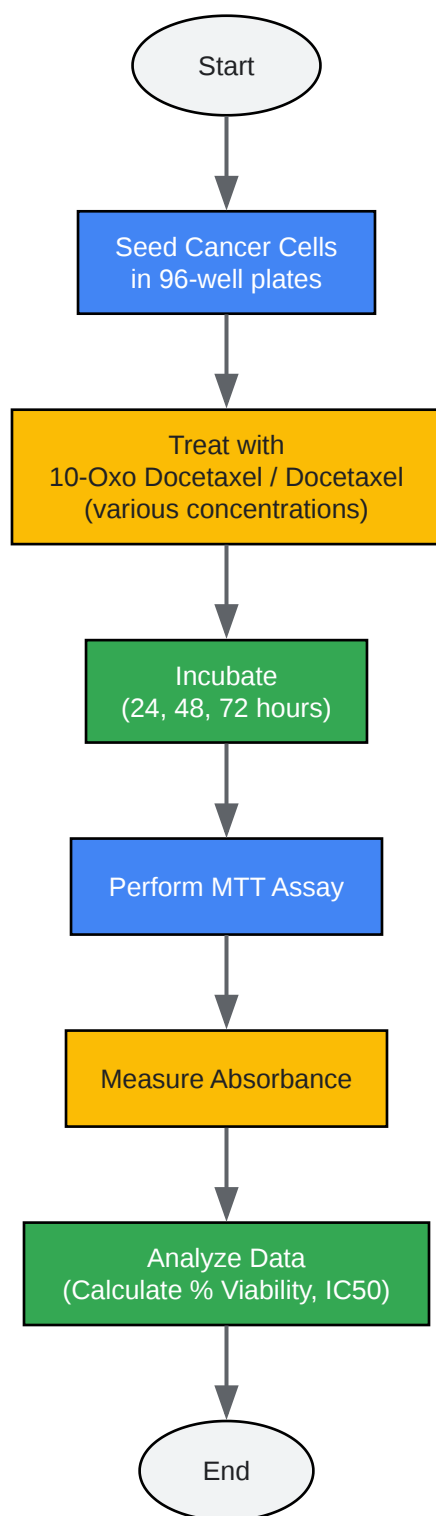 Start
Seed Cancer Cells
in 96-well plates
Treat with
10-Oxo Docetaxel / Docetaxel
(various concentrations)
Incubate
(24, 48, 72 hours)
Perform MTT Assay
Measure Absorbance
Analyze Data
(Calculate % Viability, IC50)
End